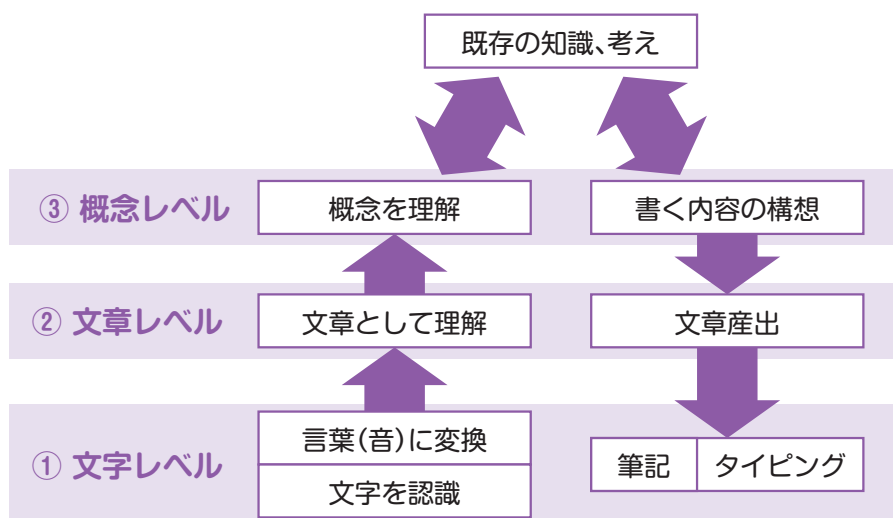 既存の知識、考え
③ 概念レベル
概念を理解
書く内容の構想
② 文章レベル
文章として理解
文章産出
① 文字レベル
言葉(音)に変換
文字を認識
筆記
タイピング